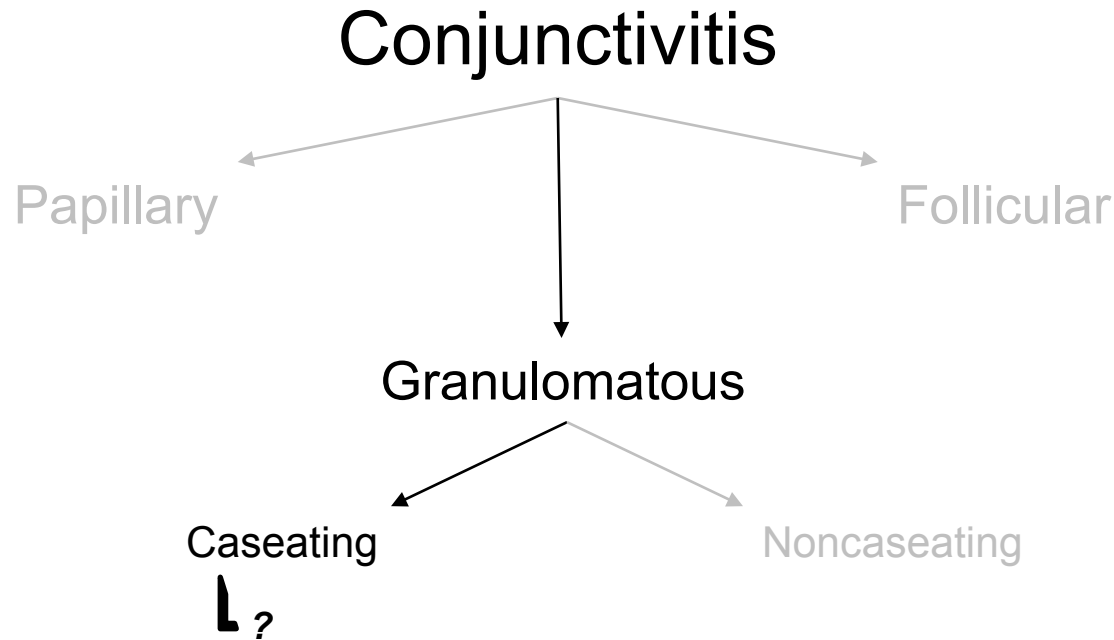 Conjunctivitis
Papillary
Follicular
Granulomatous
Caseating
Noncaseating
?